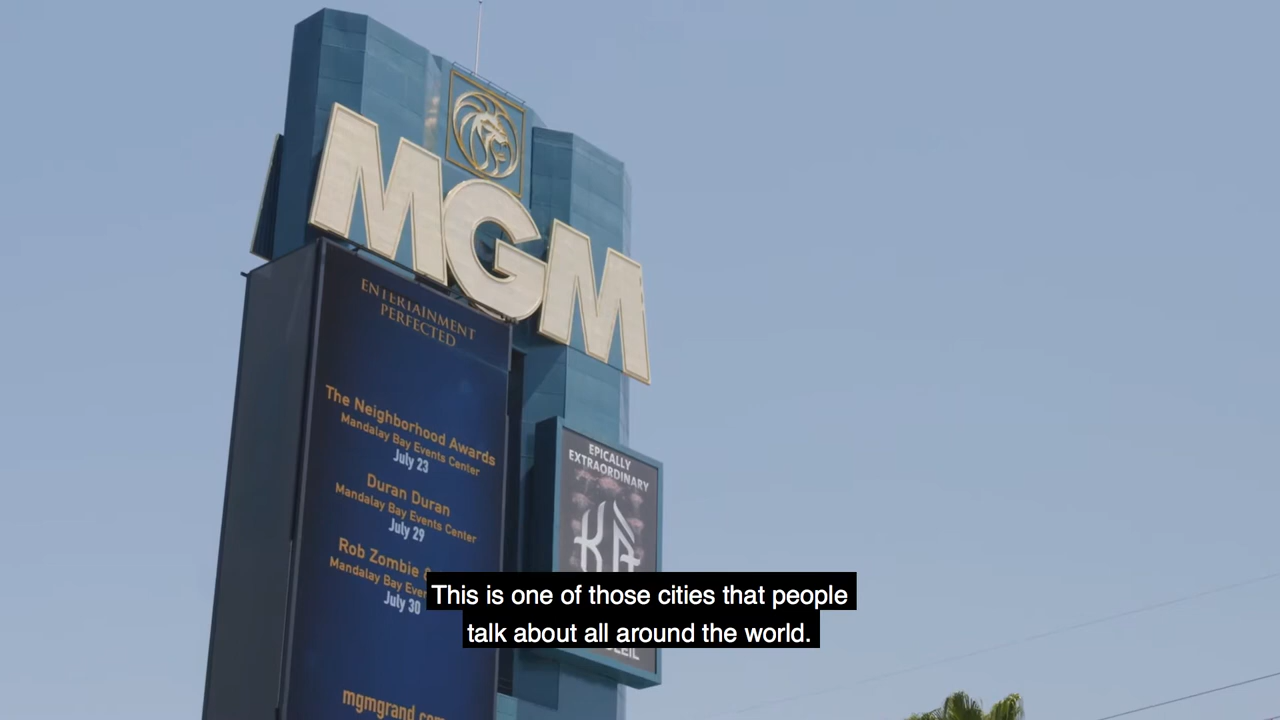 MGM
ENTERTAINMENT
PERFECTED
The Neighborhood Awards
Mandalay Bay Events Center
July 23
Duran Duran
Mandalay Bay Events Center
July 29
Rob Zombie
Mandalay Bay
July 30
EPICALLY
EXTRAORDINARY
KÀ
This is one of those cities that people
talk about all around the world.